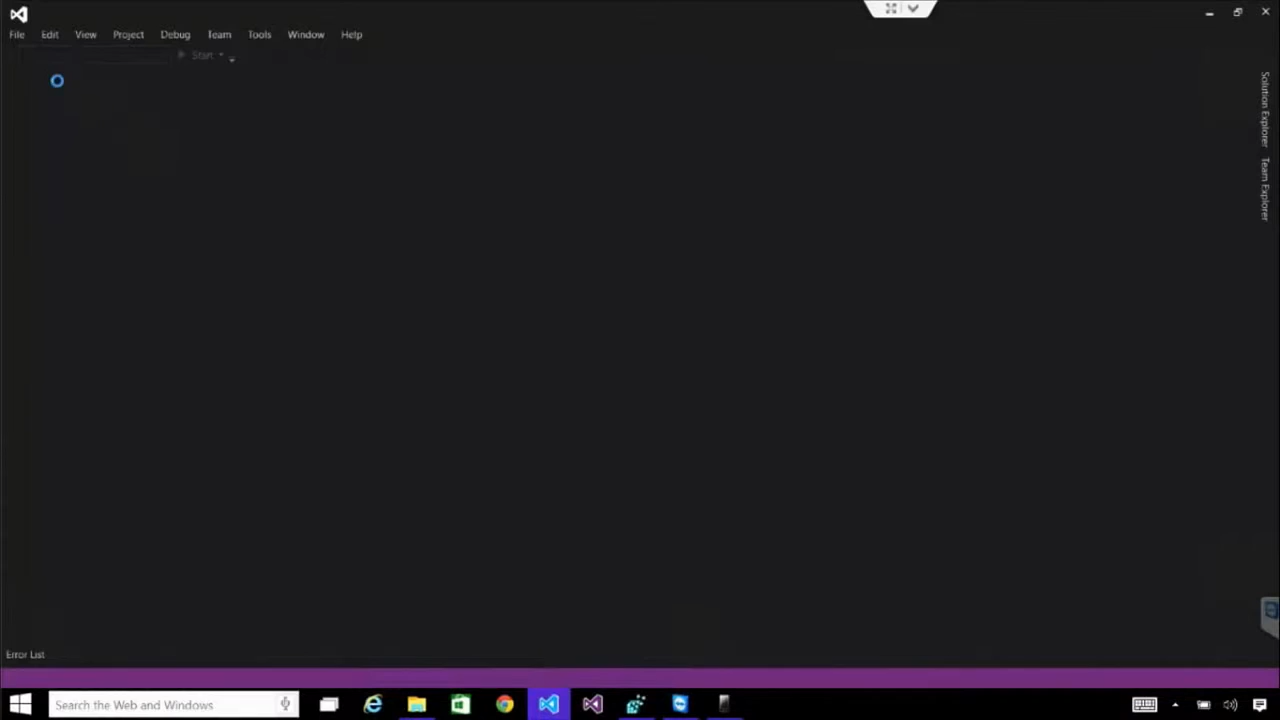 File Edit View Project Debug Team Tools Window Help
Start
Solution Explorer
Team Explorer
Error List
Search the Web and Windows